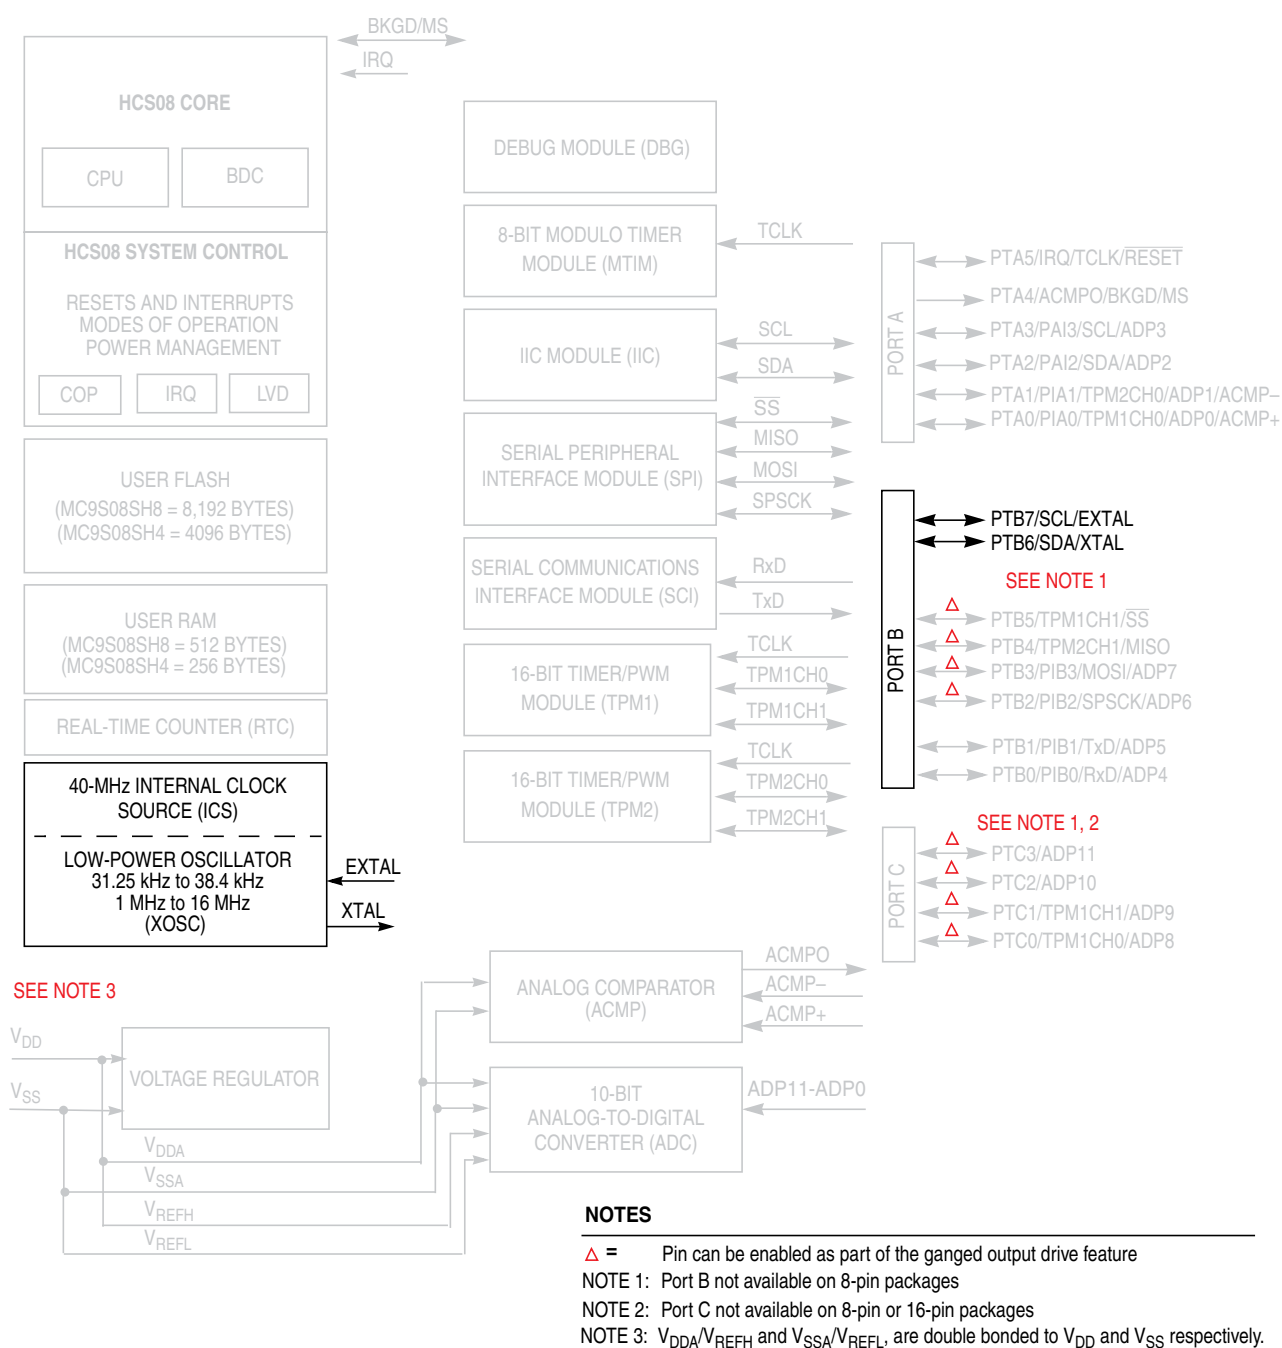 BKGD/MS
IRQ
HCS08 CORE
CPU
BDC
HCS08 SYSTEM CONTROL
RESETS AND INTERRUPTS
MODES OF OPERATION
POWER MANAGEMENT
COP
IRQ
LVD
USER FLASH
(MC9S08SH8 = 8,192 BYTES)
(MC9S08SH4 = 4096 BYTES)
USER RAM
(MC9S08SH8 = 512 BYTES)
(MC9S08SH4 = 256 BYTES)
REAL-TIME COUNTER (RTC)
40-MHz INTERNAL CLOCK
SOURCE (ICS)
LOW-POWER OSCILLATOR
31.25 kHz to 38.4 kHz
1 MHz to 16 MHz
(XOSC)
EXTAL
XTAL
SEE NOTE 3
VDD
VSS
VOLTAGE REGULATOR
VDDA
VSSA
VREFH
VREFL
DEBUG MODULE (DBG)
8-BIT MODULO TIMER
MODULE (MTIM)
TCLK
IIC MODULE (IIC)
SCL
SDA
SERIAL PERIPHERAL
INTERFACE MODULE (SPI)
SS
MISO
MOSI
SPSCK
SERIAL COMMUNICATIONS
INTERFACE MODULE (SCI)
RxD
TxD
16-BIT TIMER/PWM
MODULE (TPM1)
TCLK
TPM1CH0
TPM1CH1
16-BIT TIMER/PWM
MODULE (TPM2)
TCLK
TPM2CH0
TPM2CH1
ANALOG COMPARATOR
(ACMP)
ACMPO
ACMP–
ACMP+
10-BIT
ANALOG-TO-DIGITAL
CONVERTER (ADC)
ADP11-ADP0
PORT A
PTA5/IRQ/TCLK/RESET
PTA4/ACMPO/BKGD/MS
PTA3/PAI3/SCL/ADP3
PTA2/PAI2/SDA/ADP2
PTA1/PIA1/TPM2CH0/ADP1/ACMP–
PTA0/PIA0/TPM1CH0/ADP0/ACMP+
PORT B
PTB7/SCL/EXTAL
PTB6/SDA/XTAL
SEE NOTE 1
PTB5/TPM1CH1/SS
PTB4/TPM2CH1/MISO
PTB3/PIB3/MOSI/ADP7
PTB2/PIB2/SPSCK/ADP6
PTB1/PIB1/TxD/ADP5
PTB0/PIB0/RxD/ADP4
SEE NOTE 1, 2
PORT C
PTC3/ADP11
PTC2/ADP10
PTC1/TPM1CH1/ADP9
PTC0/TPM1CH0/ADP8
NOTES
Δ = Pin can be enabled as part of the ganged output drive feature
NOTE 1: Port B not available on 8-pin packages
NOTE 2: Port C not available on 8-pin or 16-pin packages
NOTE 3: VDDA/VREFH and VSSA/VREFL, are double bonded to VDD and VSS respectively.